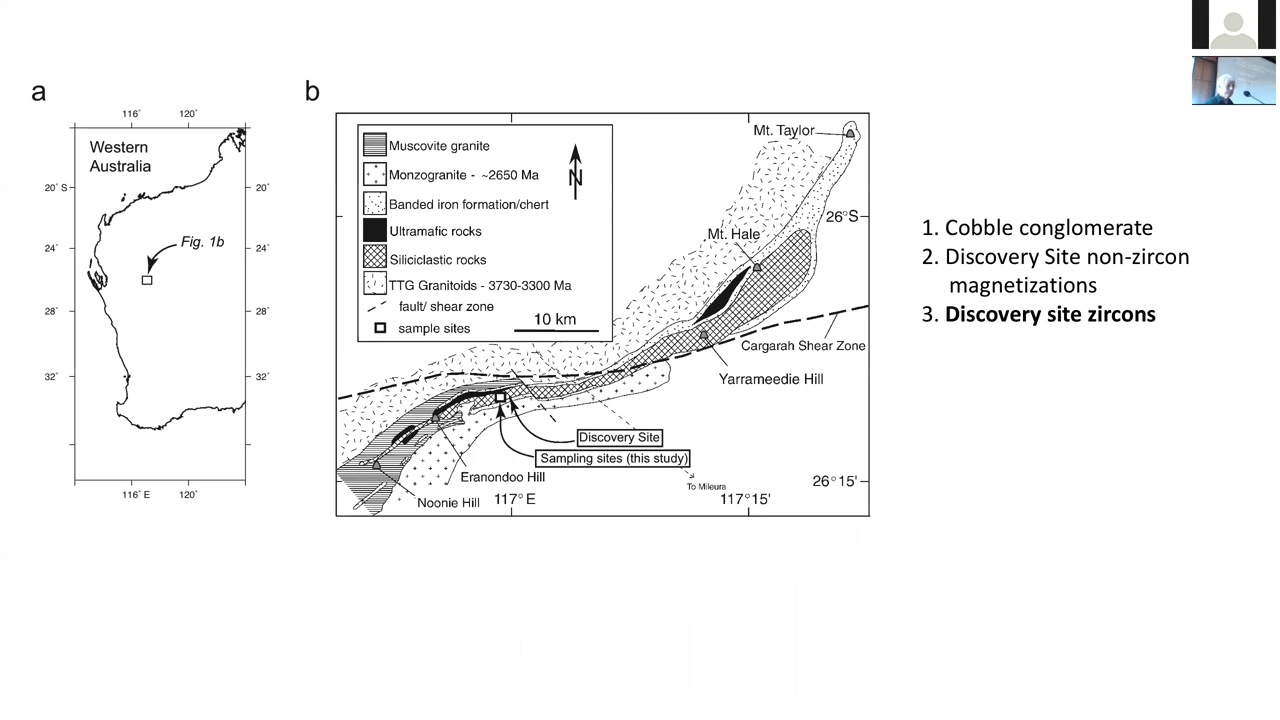 a
116°
120°
Western
Australia
20° S
20°
Fig. 1b
24°
24°
28°
28°
32°
32°
116° E
120°
b
Muscovite granite
Monzogranite - ~2650 Ma
Banded iron formation/chert
Ultramafic rocks
Siliciclastic rocks
TTG Granitoids - 3730-3300 Ma
fault/ shear zone
sample sites
10 km
N
Mt. Taylor
26°S
Mt. Hale
Cargarah Shear Zone
Yarrameedie Hill
Discovery Site
Sampling sites (this study)
Eranondoo Hill
To Mileura
26° 15'
Noonie Hill
117° E
117° 15'
1. Cobble conglomerate
2. Discovery Site non-zircon
magnetizations
3. Discovery site zircons